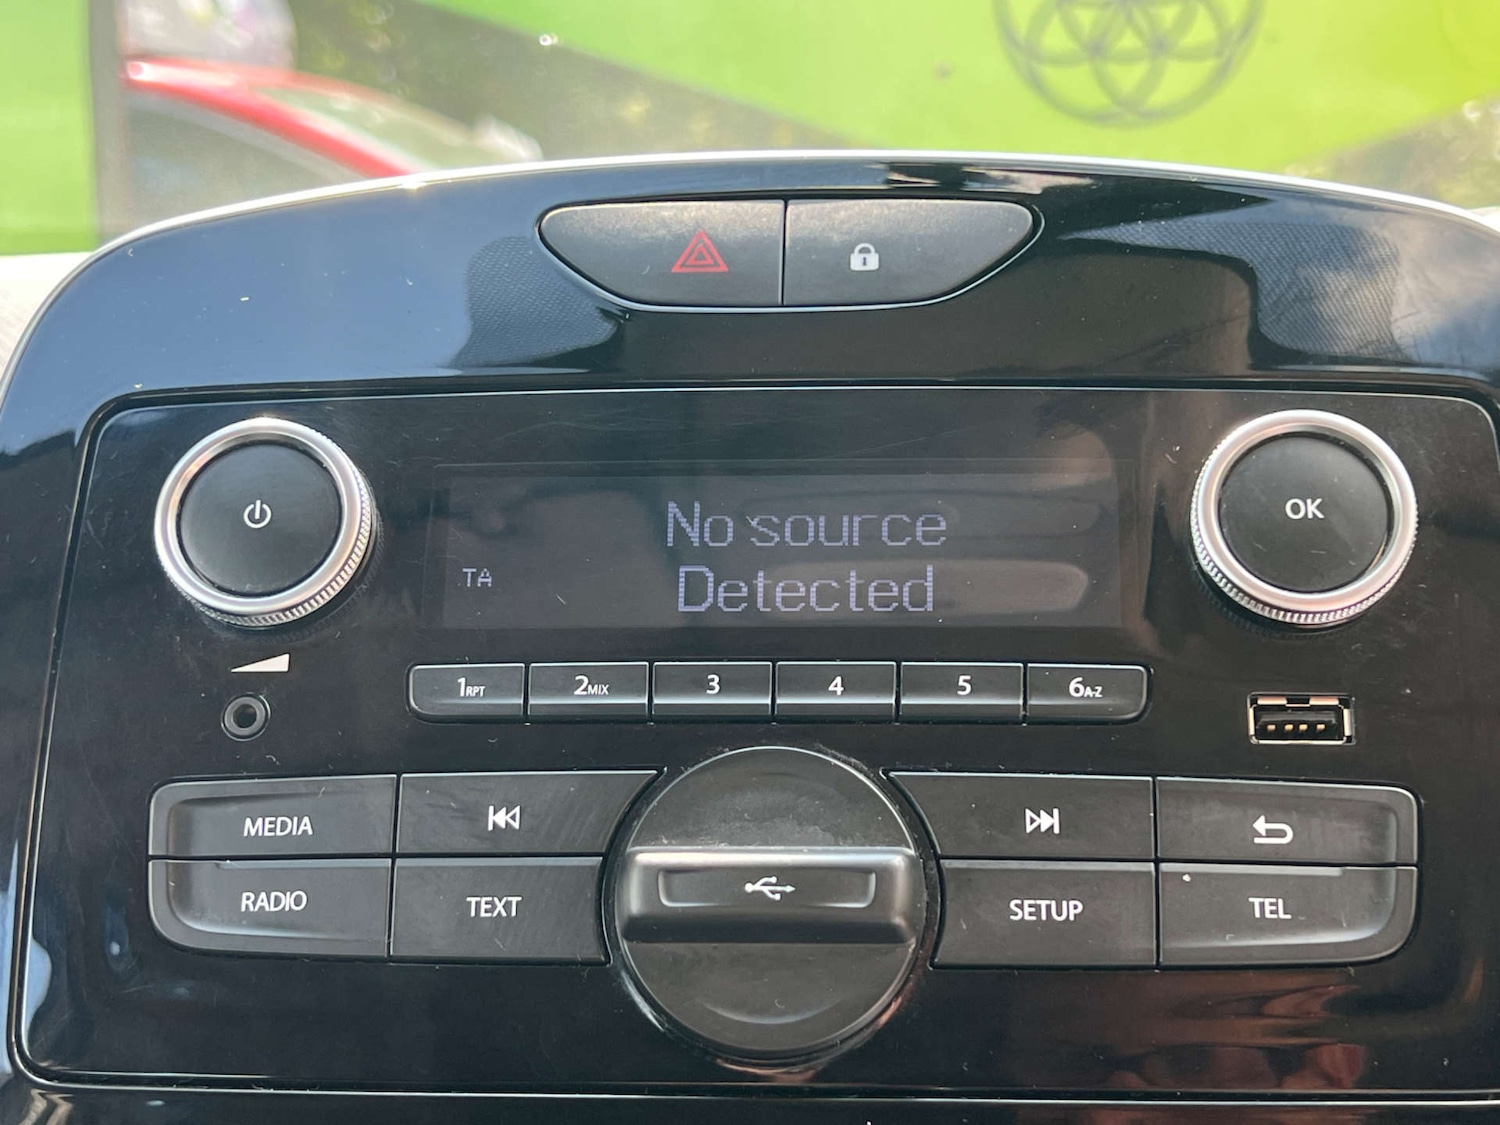 OK
No source
TA
Detected
1RPT
2MIX
3
4
5
6A-Z
MEDIA
RADIO
TEXT
SETUP
TEL